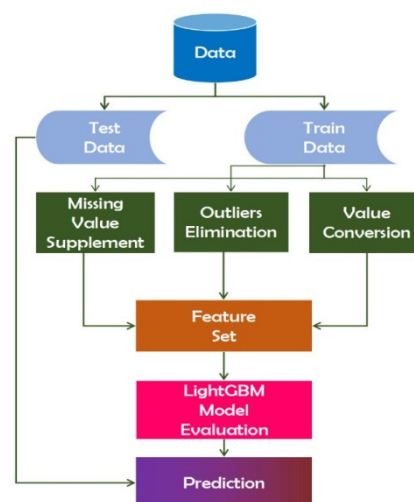 Data
Test
Data
Train
Data
Missing
Value
Supplement
Outliers
Elimination
Value
Conversion
Feature
Set
LightGBM
Model
Evaluation
Prediction